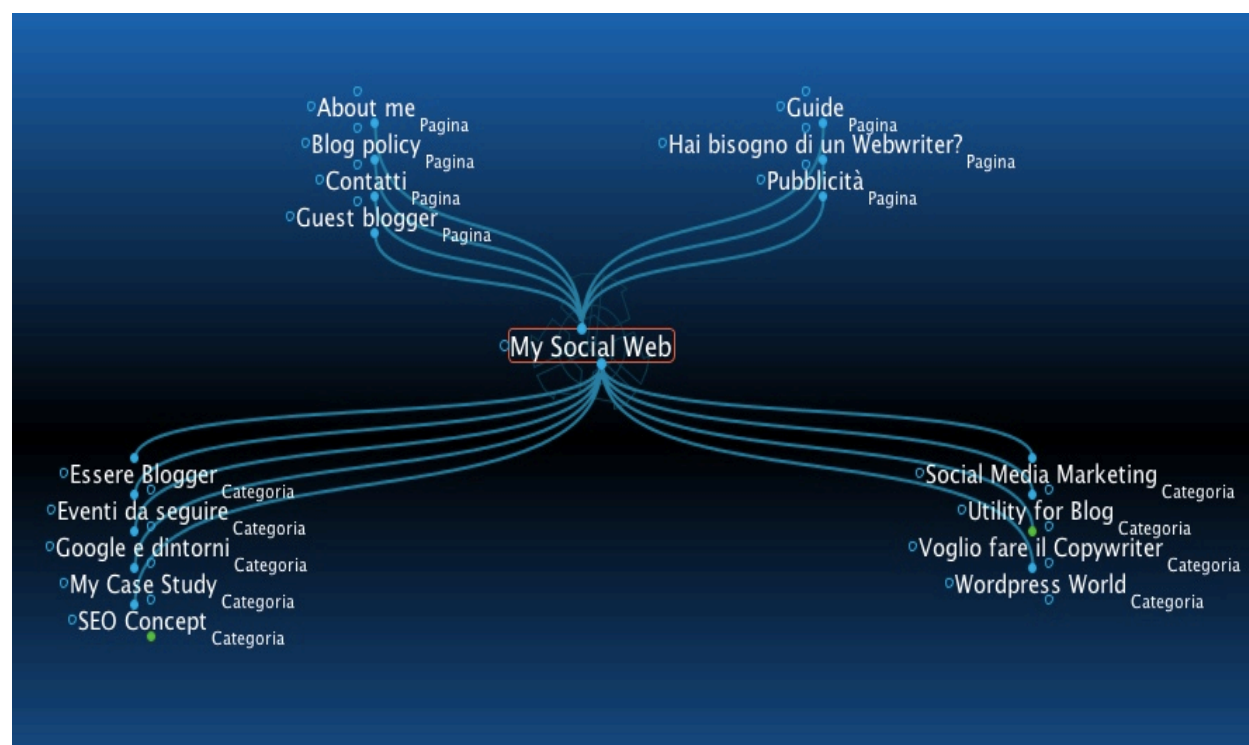 About me Pagina
Blog policy Pagina
Contatti Pagina
Guest blogger Pagina
Guide Pagina
Hai bisogno di un Webwriter? Pagina
Pubblicità Pagina
My Social Web
Essere Blogger Categoria
Eventi da seguire Categoria
Google e dintorni Categoria
My Case Study Categoria
SEO Concept Categoria
Social Media Marketing Categoria
Utility for Blog Categoria
Voglio fare il Copywriter Categoria
Wordpress World Categoria